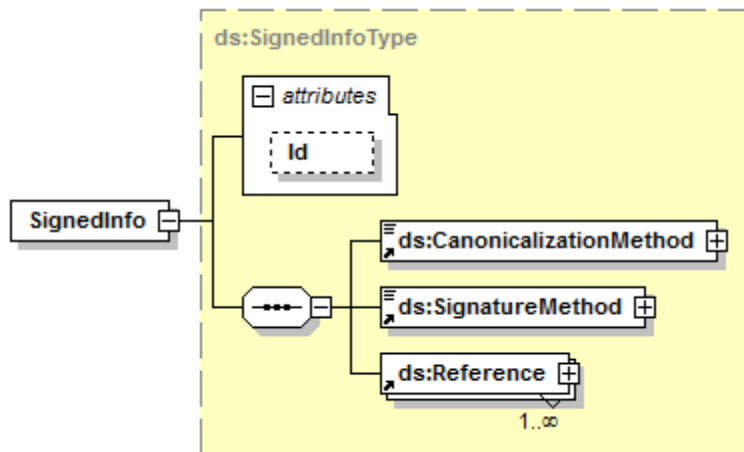 ds:SignedInfoType
attributes
Id
SignedInfo
ds:CanonicalizationMethod
ds:SignatureMethod
ds:Reference
1..∞